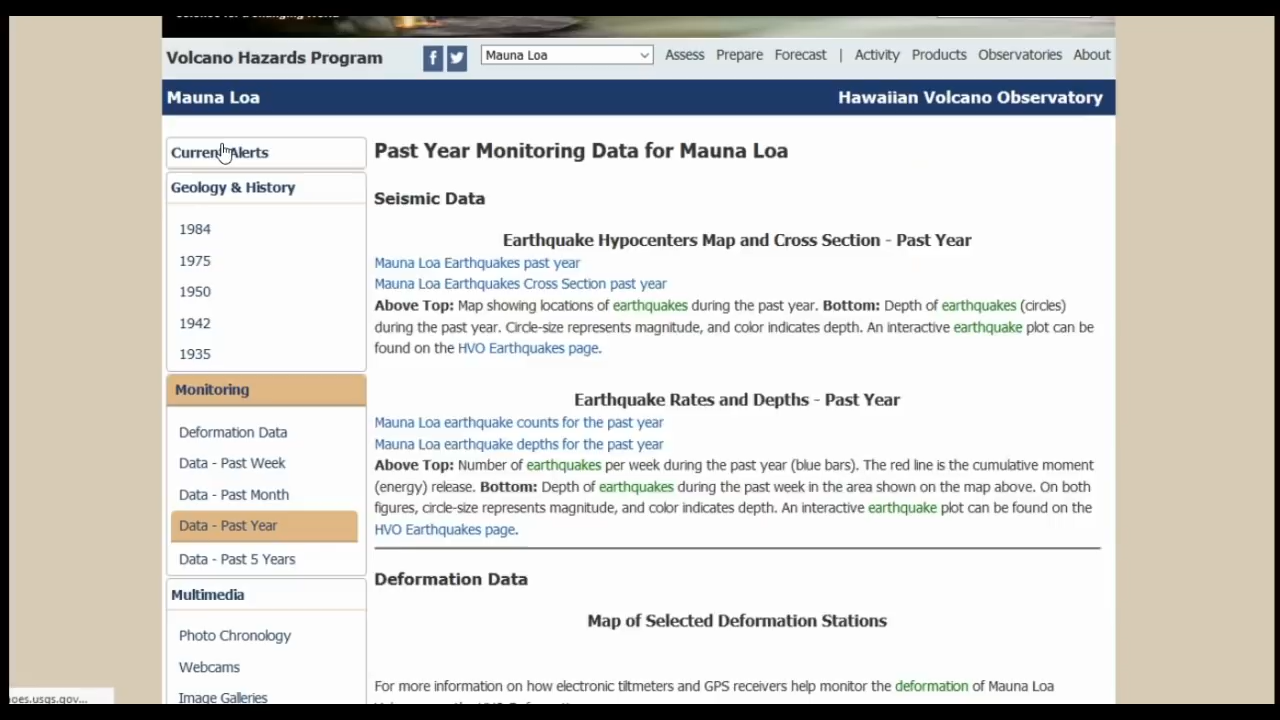 Volcano Hazards Program
Mauna Loa
Assess Prepare Forecast | Activity Products Observatories About
Mauna Loa
Hawaiian Volcano Observatory
Current Alerts
Geology & History
1984
1975
1950
1942
1935
Monitoring
Deformation Data
Data - Past Week
Data - Past Month
Data - Past Year
Data - Past 5 Years
Multimedia
Photo Chronology
Webcams
Image Galleries
Past Year Monitoring Data for Mauna Loa
Seismic Data
Earthquake Hypocenters Map and Cross Section - Past Year
Mauna Loa Earthquakes past year
Mauna Loa Earthquakes Cross Section past year
Above Top: Map showing locations of earthquakes during the past year. Bottom: Depth of earthquakes (circles)
during the past year. Circle-size represents magnitude, and color indicates depth. An interactive earthquake plot can be
found on the HVO Earthquakes page.
Earthquake Rates and Depths - Past Year
Mauna Loa earthquake counts for the past year
Mauna Loa earthquake depths for the past year
Above Top: Number of earthquakes per week during the past year (blue bars). The red line is the cumulative moment
(energy) release. Bottom: Depth of earthquakes during the past week in the area shown on the map above. On both
figures, circle-size represents magnitude, and color indicates depth. An interactive earthquake plot can be found on the
HVO Earthquakes page.
Deformation Data
Map of Selected Deformation Stations
For more information on how electronic tiltmeters and GPS receivers help monitor the deformation of Mauna Loa